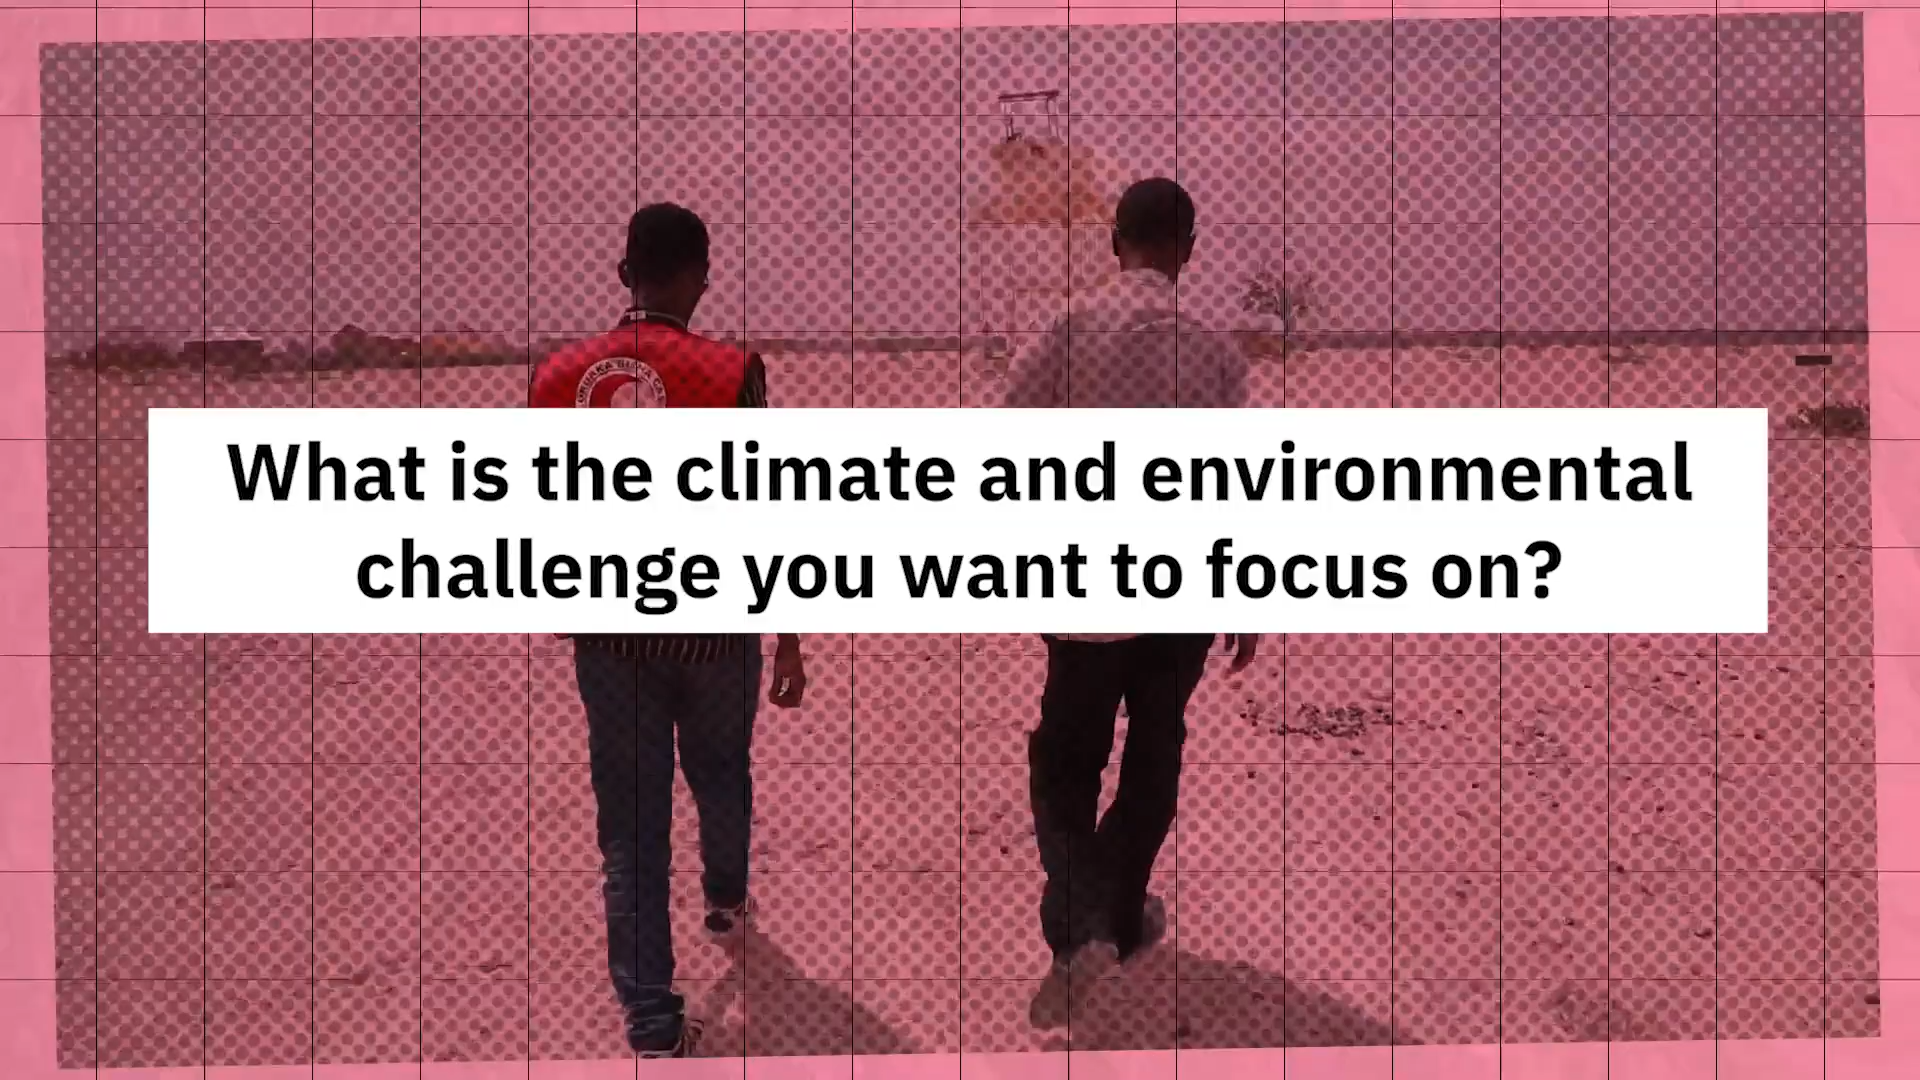 What is the climate and environmental
challenge you want to focus on?